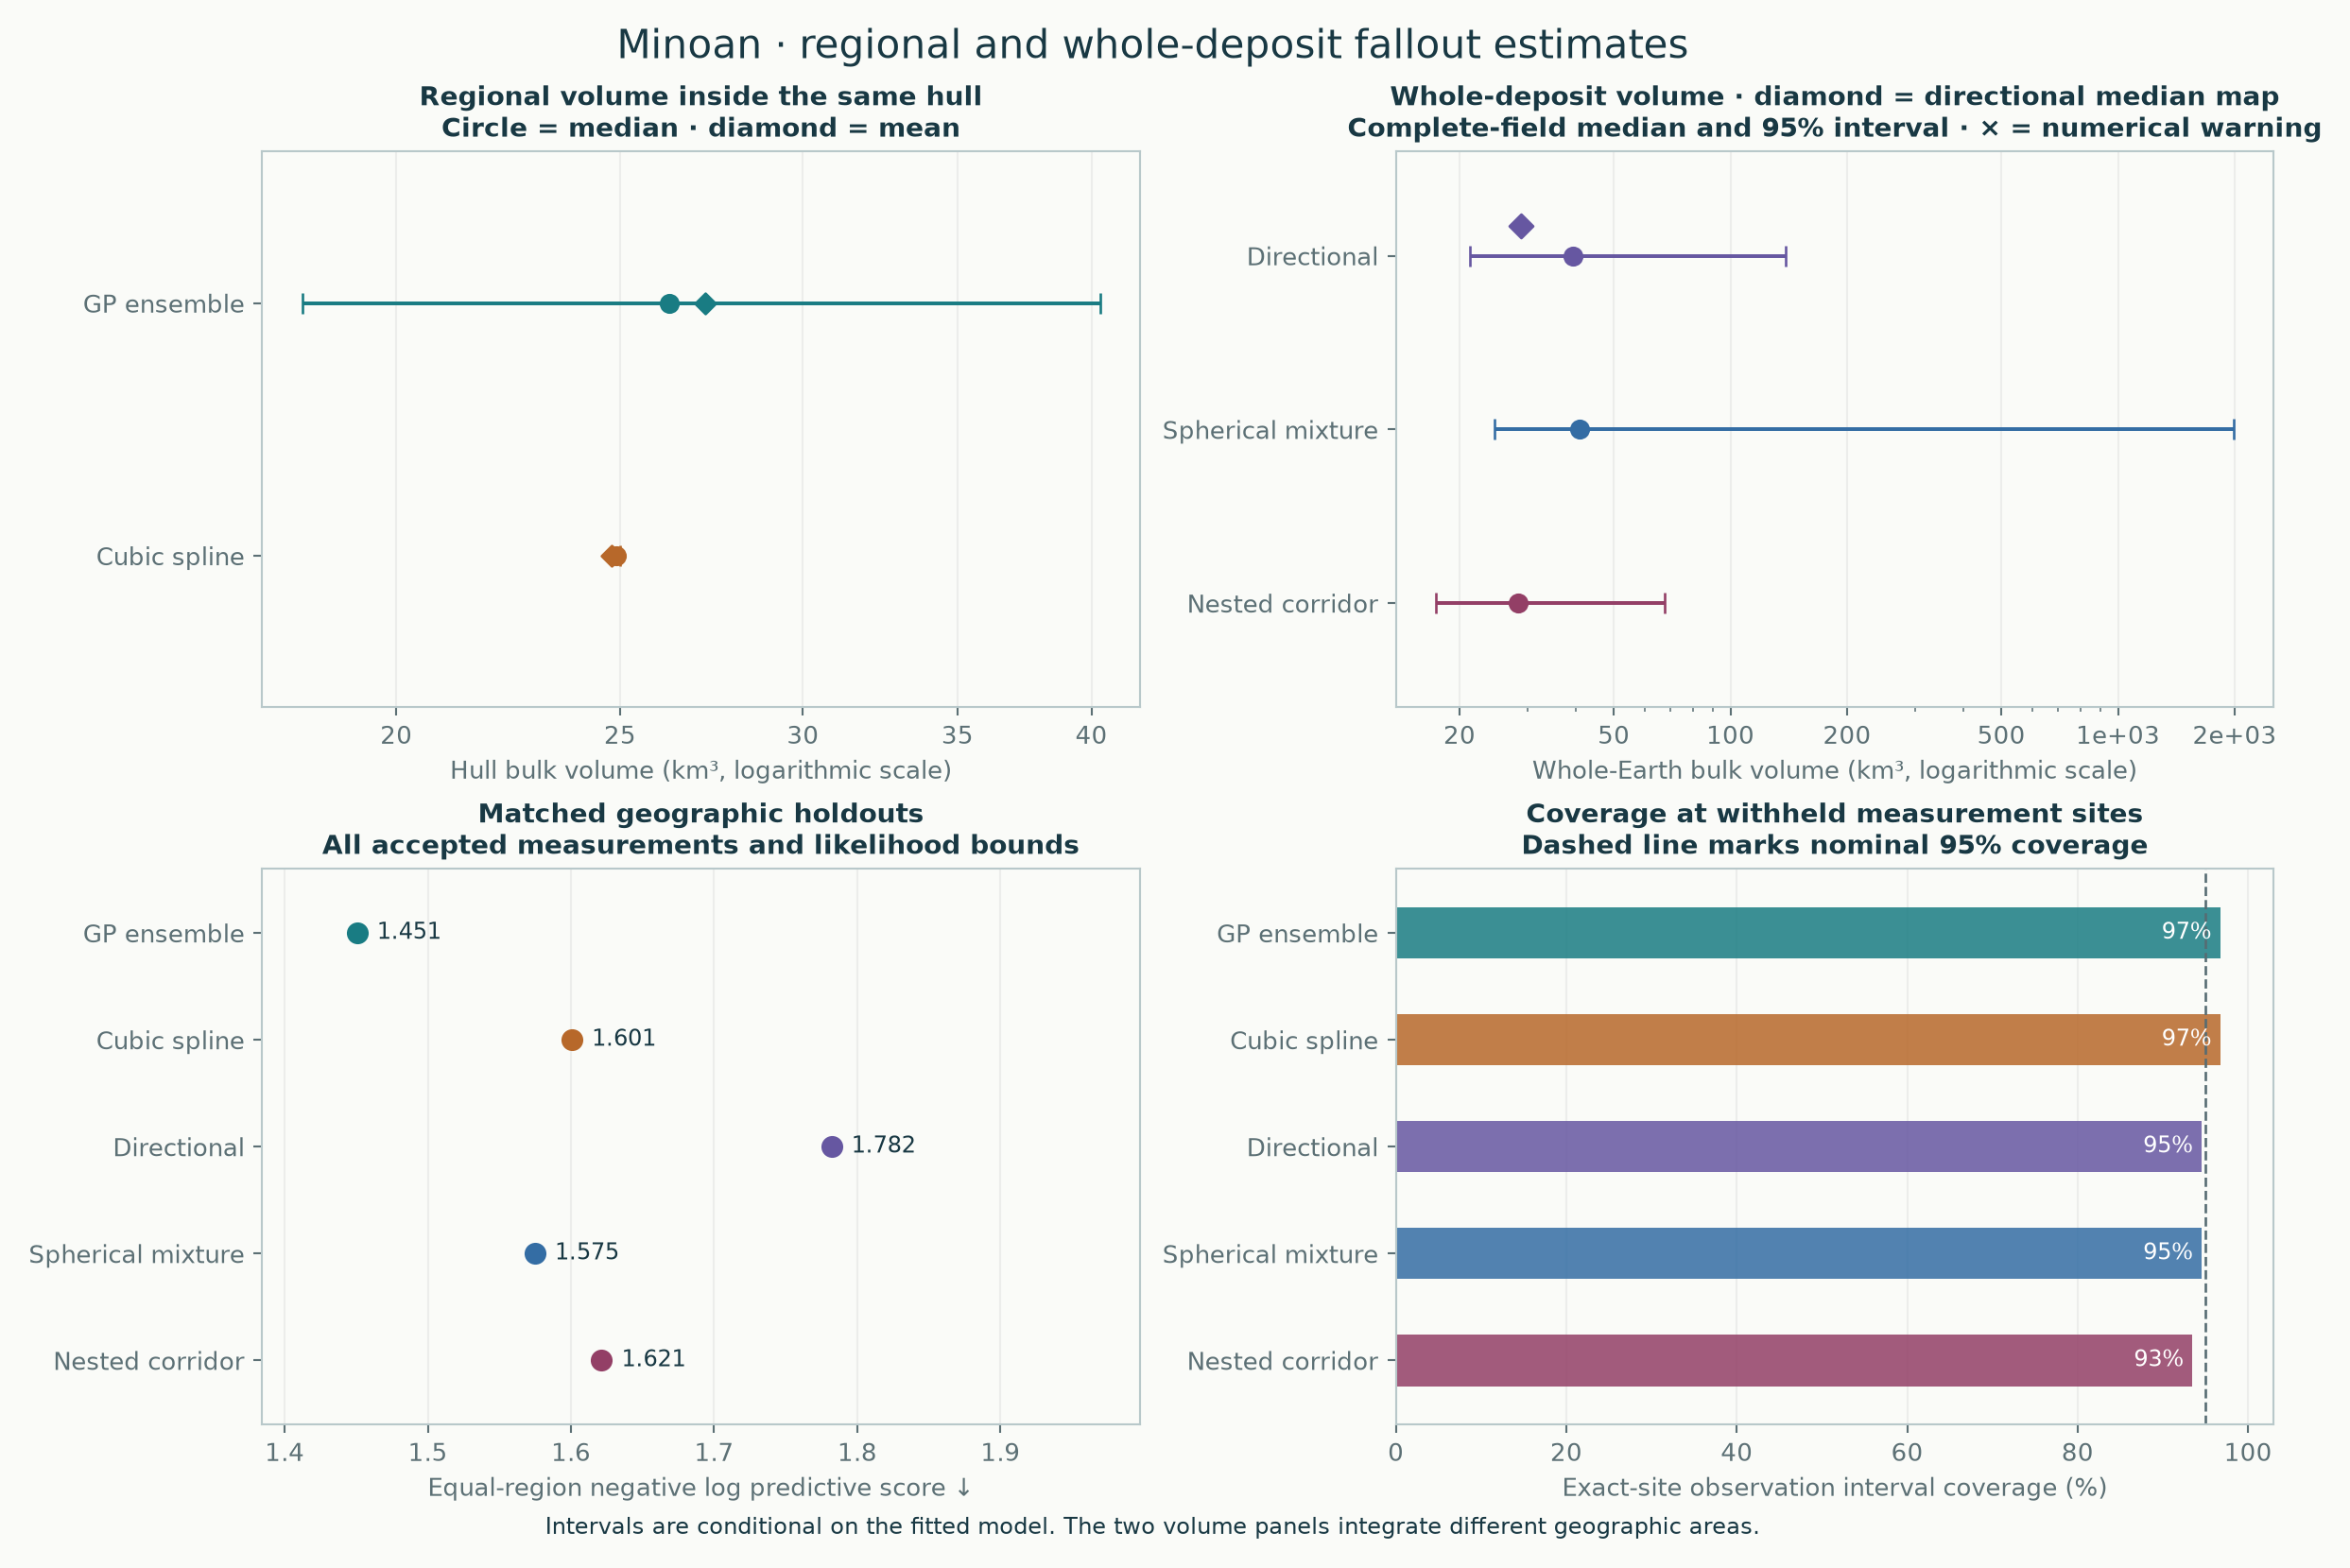 Minoan · regional and whole-deposit fallout estimates
Regional volume inside the same hull
Circle = median · diamond = mean
GP ensemble
Cubic spline
20 25 30 35 40
Hull bulk volume (km³, logarithmic scale)
Whole-deposit volume · diamond = directional median map
Complete-field median and 95% interval · × = numerical warning
Directional
Spherical mixture
Nested corridor
20 50 100 200 500 1e+03 2e+03
Whole-Earth bulk volume (km³, logarithmic scale)
Matched geographic holdouts
All accepted measurements and likelihood bounds
GP ensemble 1.451
Cubic spline 1.601
Directional 1.782
Spherical mixture 1.575
Nested corridor 1.621
1.4 1.5 1.6 1.7 1.8 1.9
Equal-region negative log predictive score ↓
Coverage at withheld measurement sites
Dashed line marks nominal 95% coverage
GP ensemble 97%
Cubic spline 97%
Directional 95%
Spherical mixture 95%
Nested corridor 93%
0 20 40 60 80 100
Exact-site observation interval coverage (%)
Intervals are conditional on the fitted model. The two volume panels integrate different geographic areas.